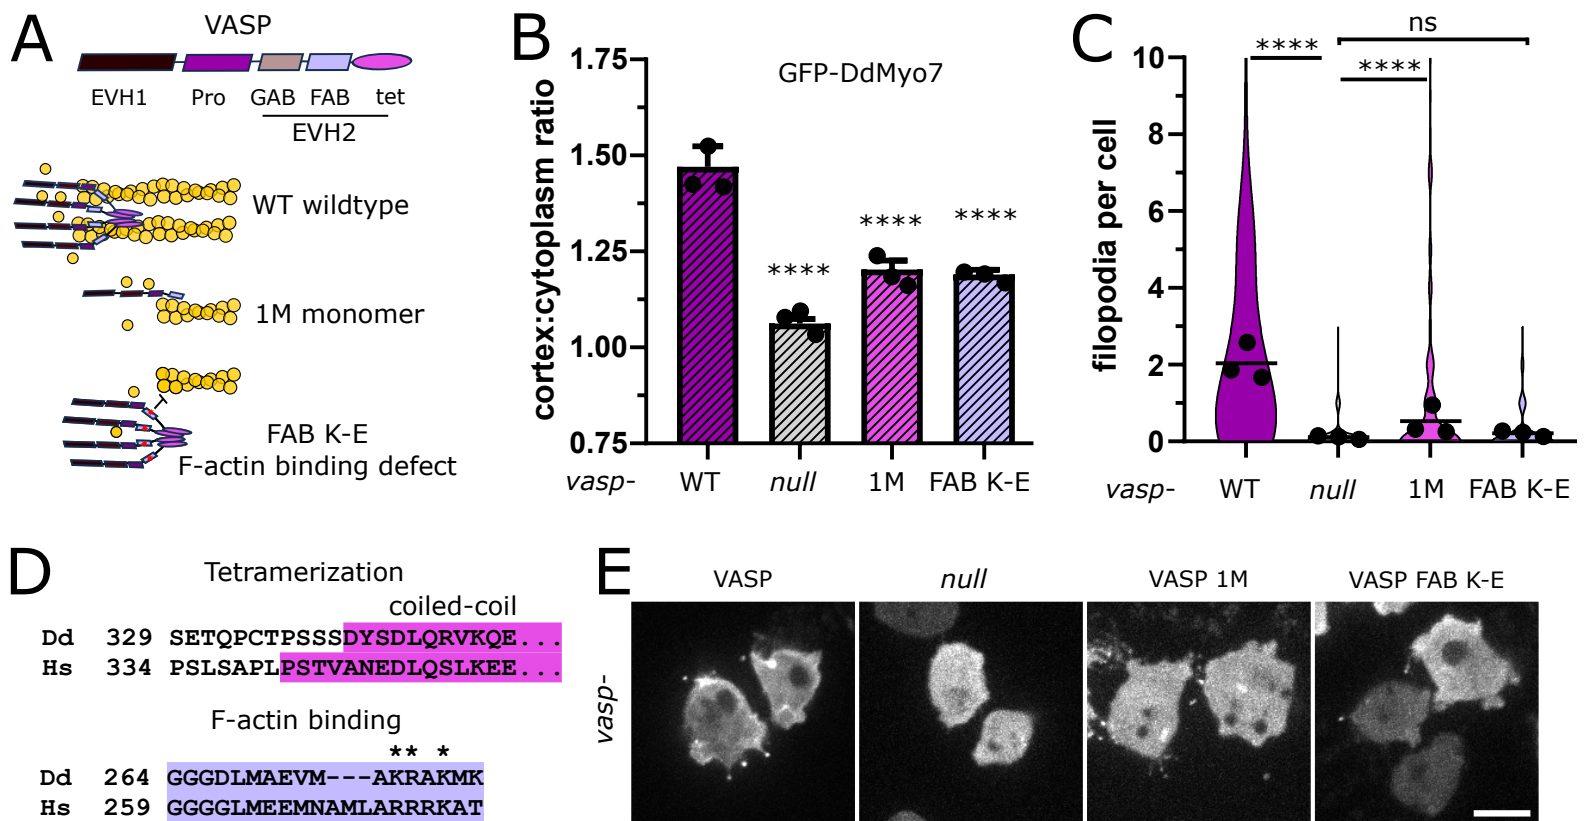 A
VASP
EVH1 Pro GAB FAB tet
EVH2
WT wildtype
1M monomer
FAB K-E
F-actin binding defect
B
GFP-DdMyo7
cortex:cytoplasm ratio
1.75
1.50
1.25
1.00
0.75
****
****
****
vasp- WT null 1M FAB K-E
C
ns
****
****
filopodia per cell
10
8
6
4
2
0
vasp- WT null 1M FAB K-E
D
Tetramerization
coiled-coil
Dd 329 SETQPCTPSSSDYSDLQRVKQE...
Hs 334 PSLSAPLPSTVANEDLQSLKEE...
F-actin binding
** *
Dd 264 GGGDLMAEVM---AKRAKMK
Hs 259 GGGGLMEEMNAMLARRRKAT
E
VASP null VASP 1M VASP FAB K-E
vasp-